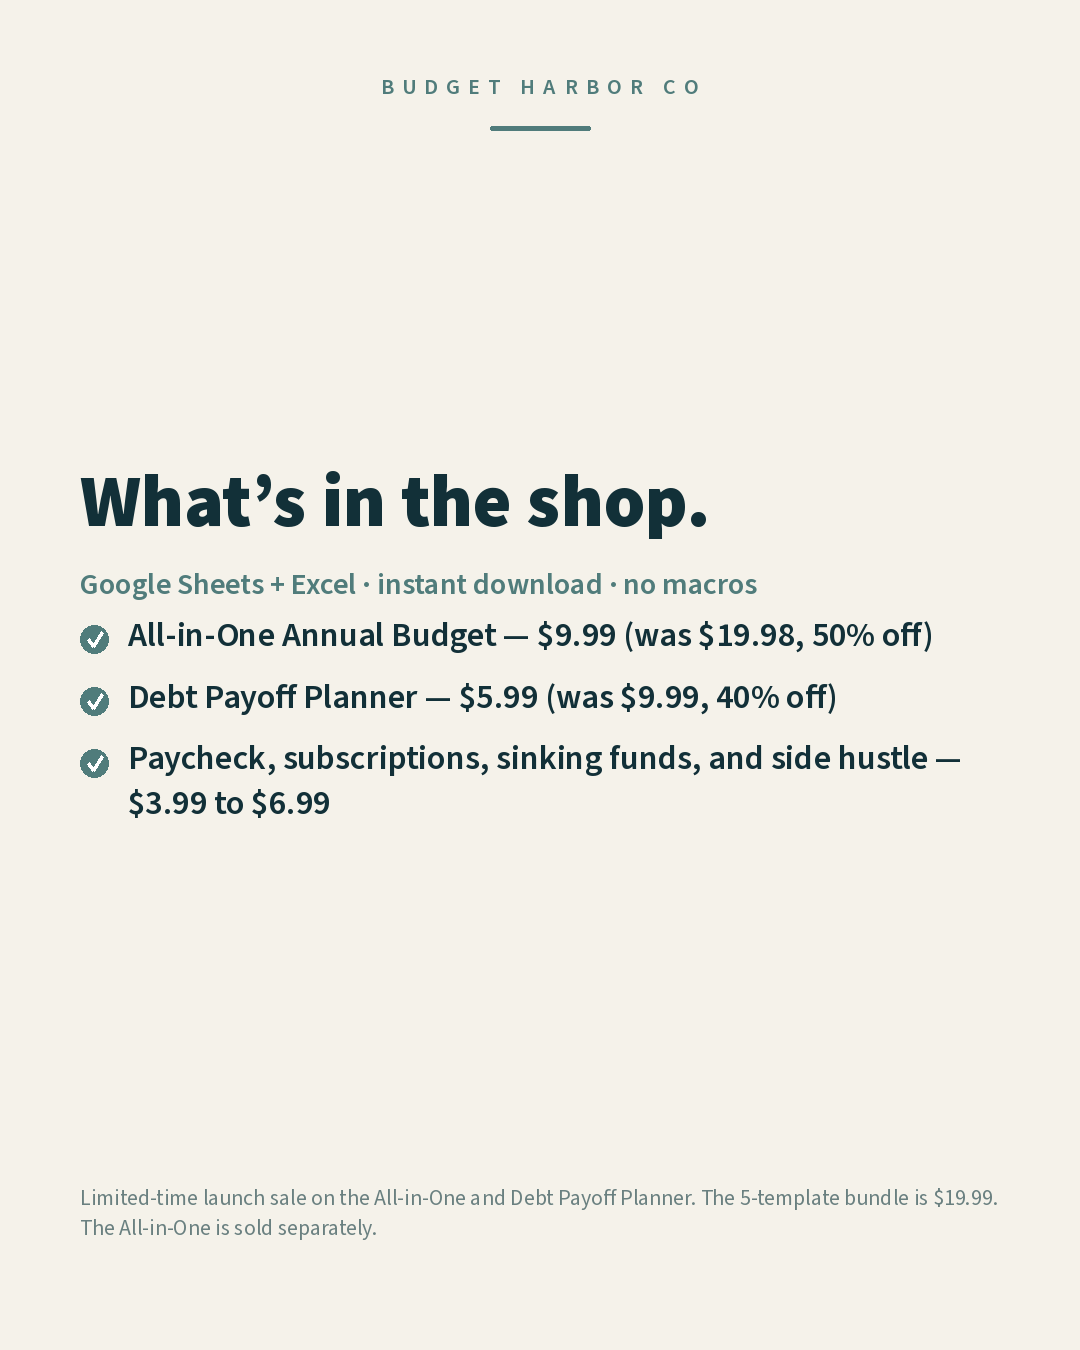 BUDGET HARBOR CO
What’s in the shop.
Google Sheets + Excel · instant download · no macros
All-in-One Annual Budget — $9.99 (was $19.98, 50% off)
Debt Payoff Planner — $5.99 (was $9.99, 40% off)
Paycheck, subscriptions, sinking funds, and side hustle —
$3.99 to $6.99
Limited-time launch sale on the All-in-One and Debt Payoff Planner. The 5-template bundle is $19.99.
The All-in-One is sold separately.